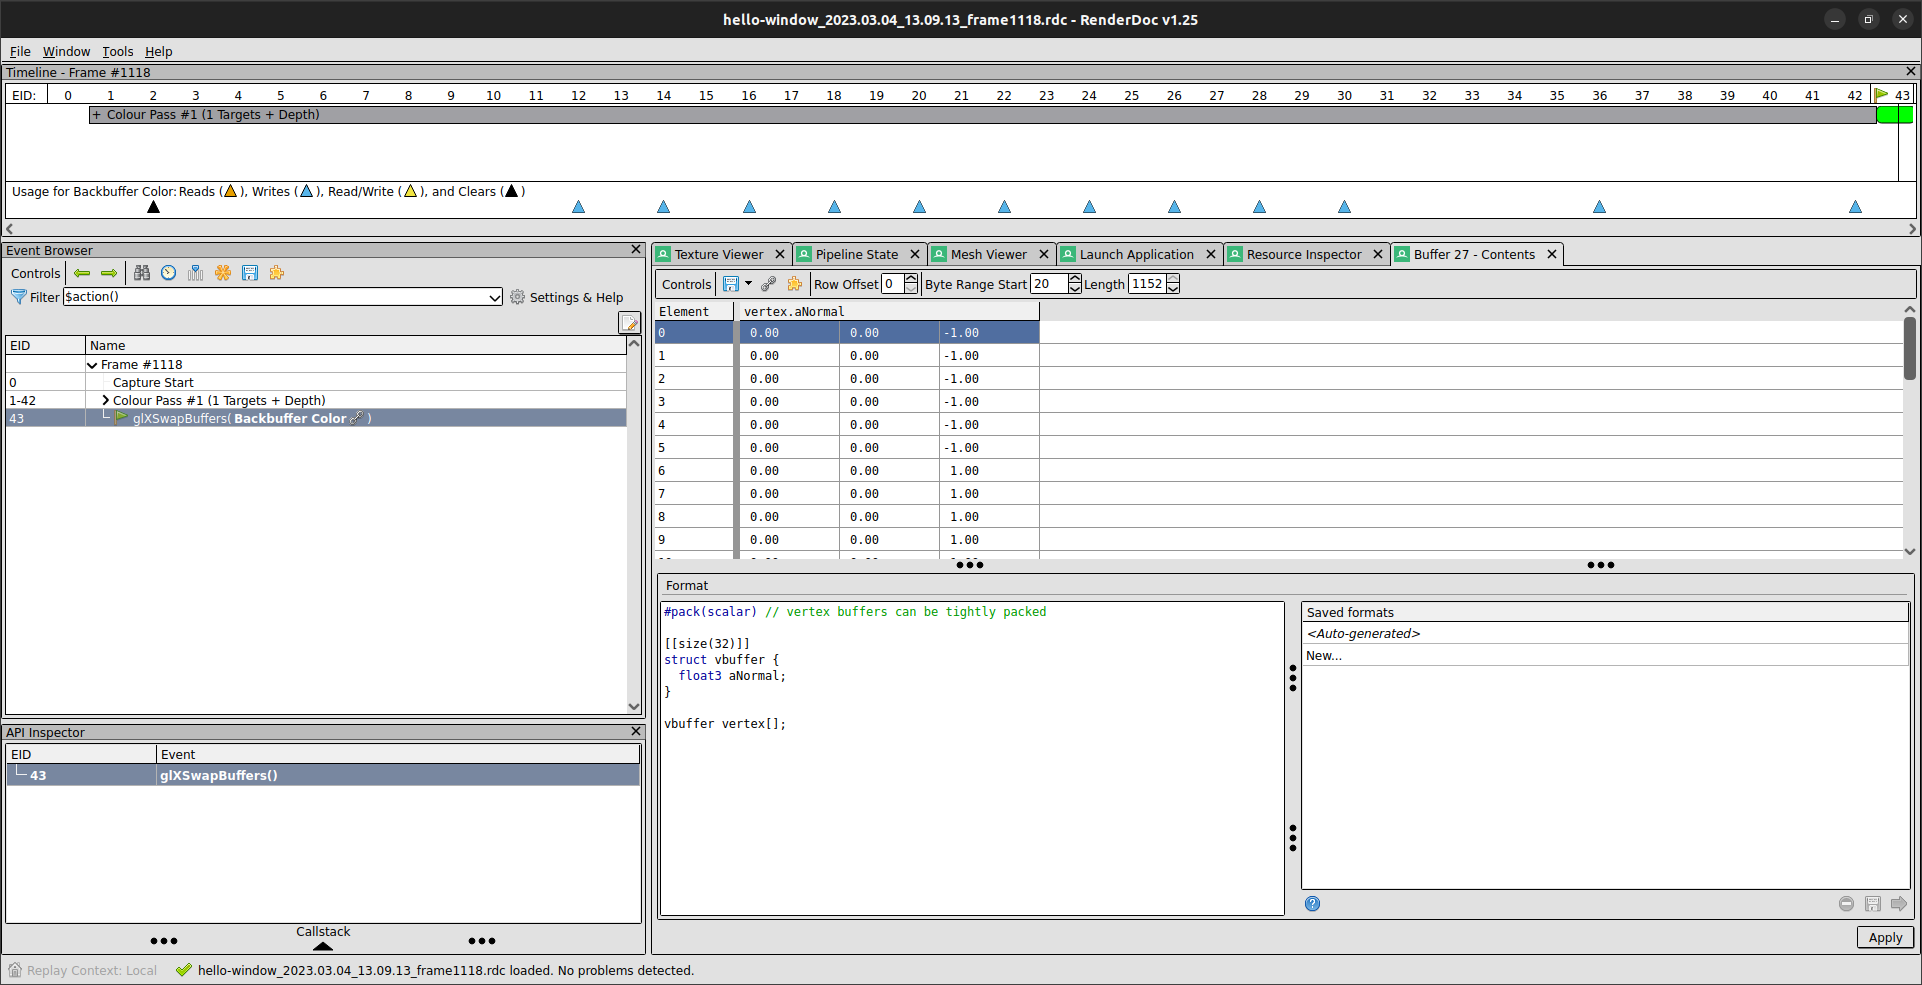 hello-window_2023.03.04_13.09.13_frame1118.rdc - RenderDoc v1.25
File Window Tools Help
Timeline - Frame #1118
EID: 0 1 2 3 4 5 6 7 8 9 10 11 12 13 14 15 16 17 18 19 20 21 22 23 24 25 26 27 28 29 30 31 32 33 34 35 36 37 38 39 40 41 42 43
+ Colour Pass #1 (1 Targets + Depth)
Usage for Backbuffer Color: Reads ( ), Writes ( ), Read/Write ( ), and Clears ( )
Event Browser
Controls
Filter $action() Settings & Help
EID Name
Frame #1118
0 Capture Start
1-42 Colour Pass #1 (1 Targets + Depth)
43 glXSwapBuffers( Backbuffer Color )
API Inspector
EID Event
43 glXSwapBuffers()
Callstack
Texture Viewer Pipeline State Mesh Viewer Launch Application Resource Inspector Buffer 27 - Contents
Controls Row Offset 0 Byte Range Start 20 Length 1152
Element vertex.aNormal
0 0.00 0.00 -1.00
1 0.00 0.00 -1.00
2 0.00 0.00 -1.00
3 0.00 0.00 -1.00
4 0.00 0.00 -1.00
5 0.00 0.00 -1.00
6 0.00 0.00 1.00
7 0.00 0.00 1.00
8 0.00 0.00 1.00
9 0.00 0.00 1.00
Format
#pack(scalar) // vertex buffers can be tightly packed
[[size(32)]]
struct vbuffer {
float3 aNormal;
}
vbuffer vertex[];
Saved formats
<Auto-generated>
New...
Apply
Replay Context: Local hello-window_2023.03.04_13.09.13_frame1118.rdc loaded. No problems detected.